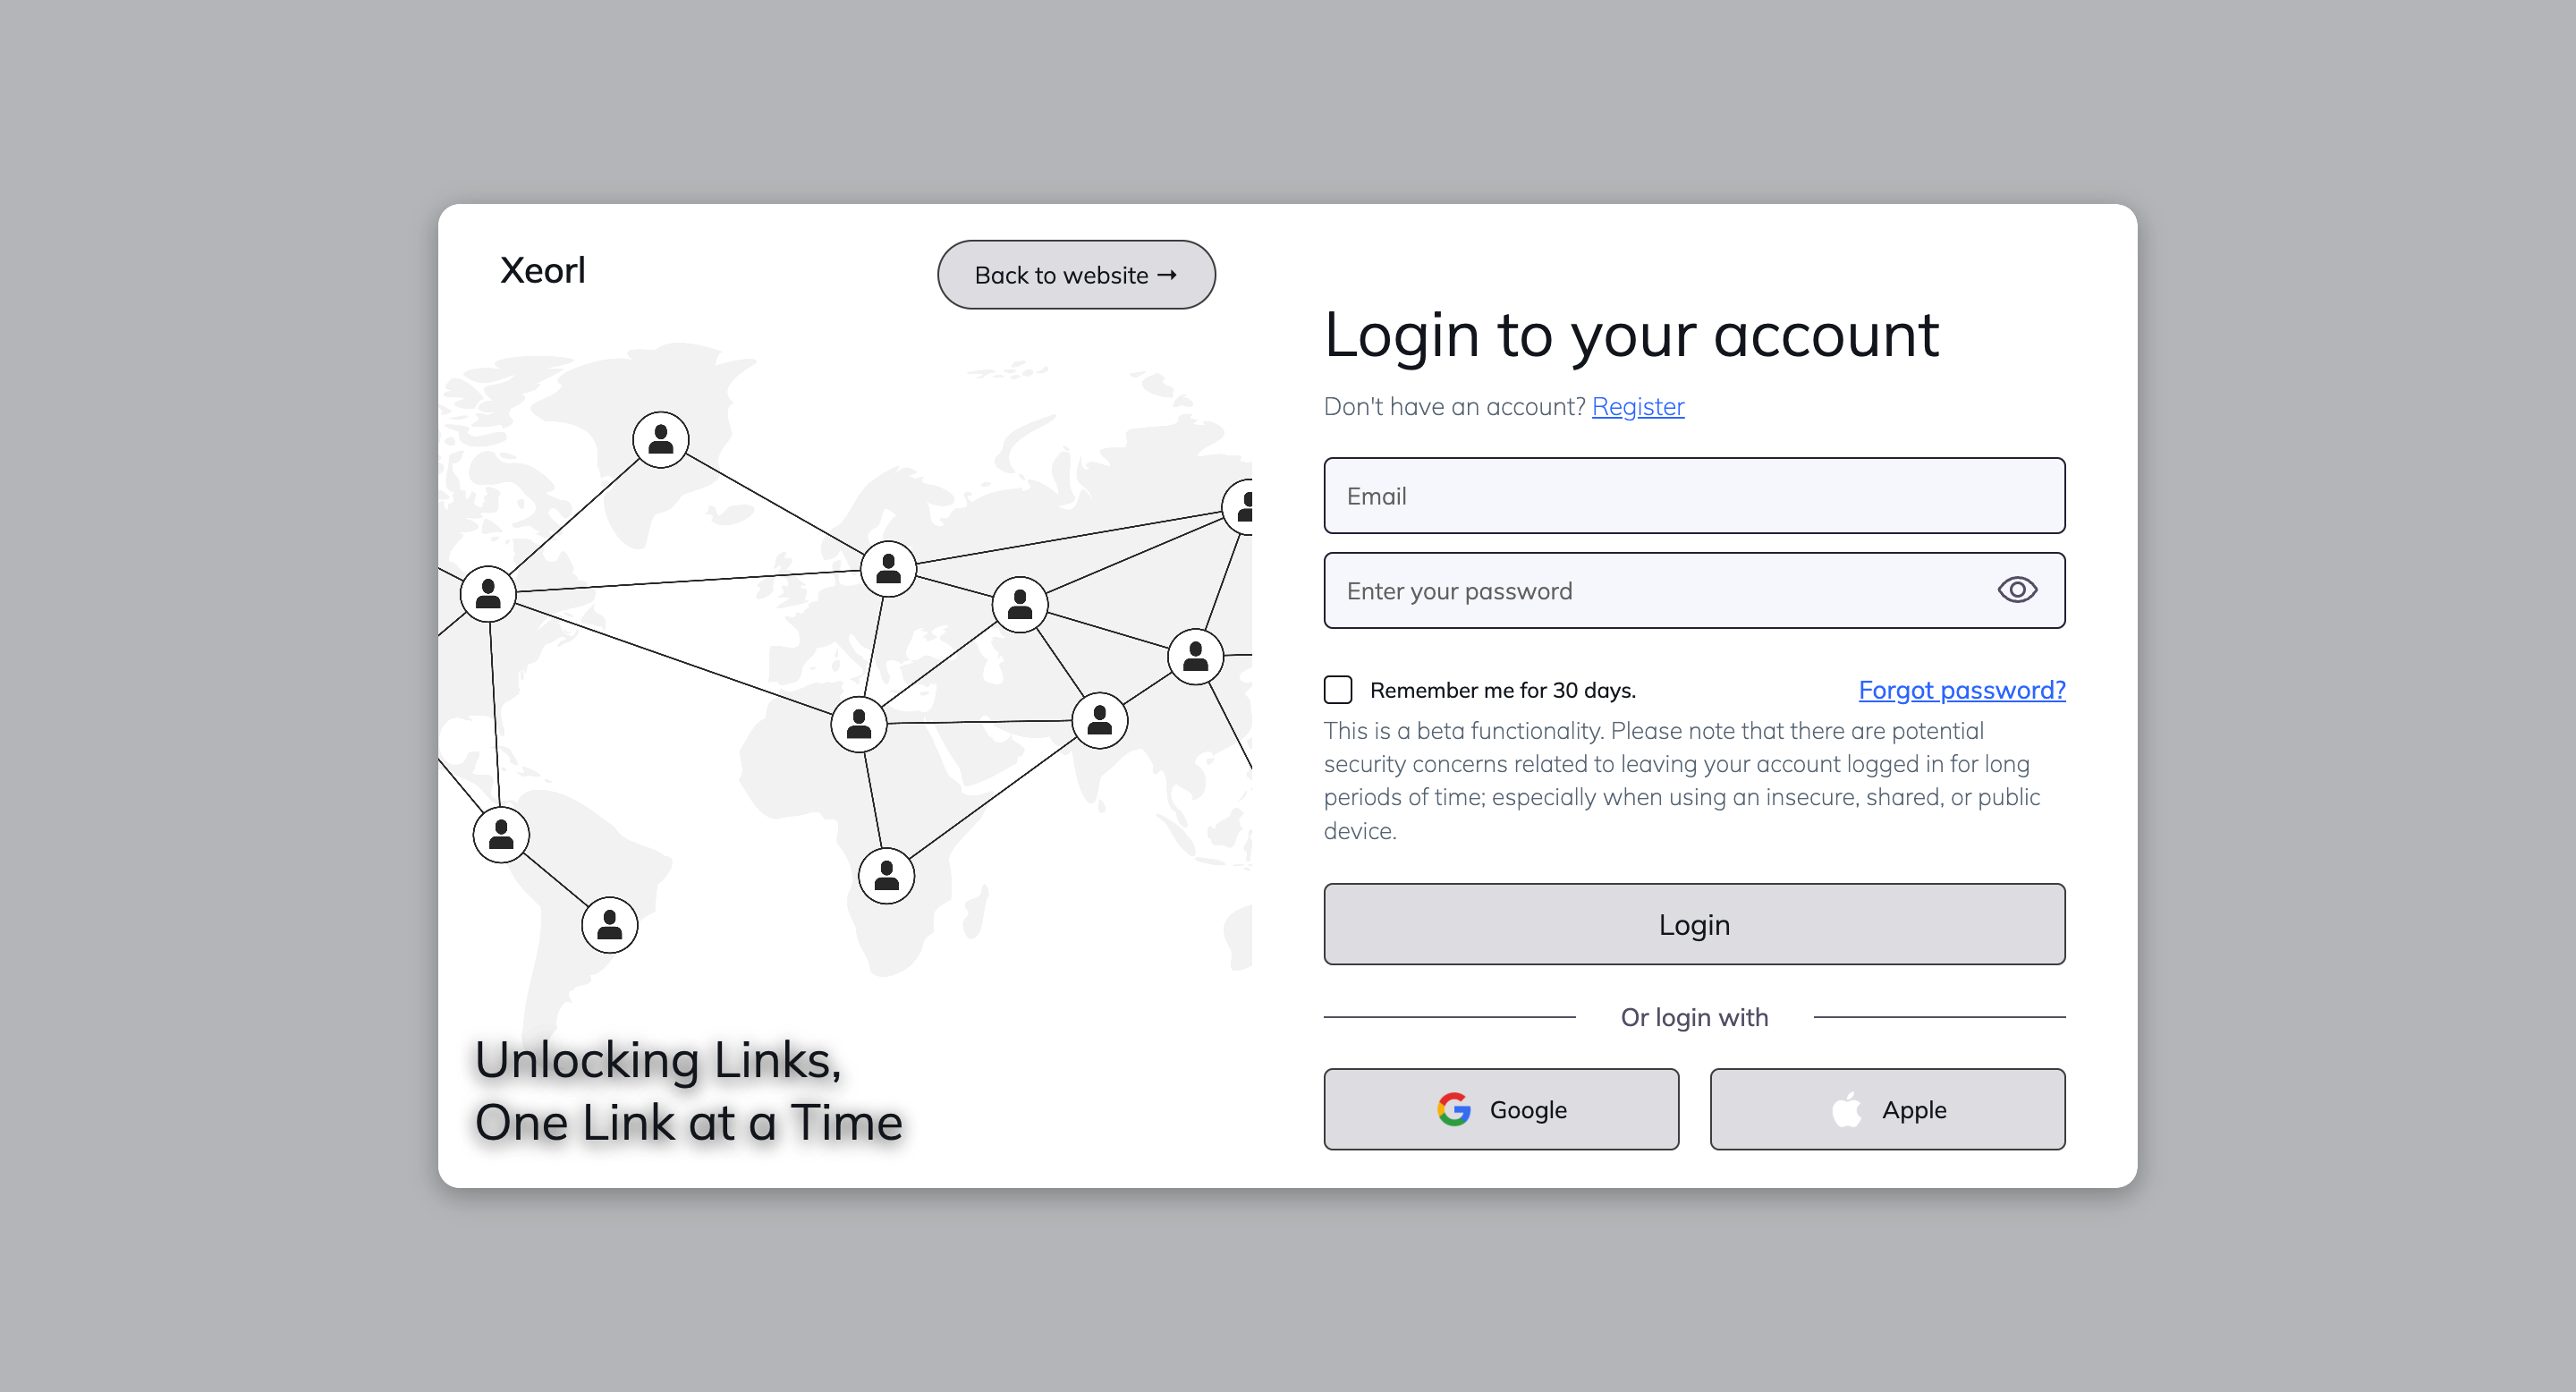 Xeorl
Back to website →
Unlocking Links,
One Link at a Time
Login to your account
Don't have an account? Register
Email
Enter your password
Remember me for 30 days.
Forgot password?
This is a beta functionality. Please note that there are potential
security concerns related to leaving your account logged in for long
periods of time; especially when using an insecure, shared, or public
device.
Login
Or login with
Google
Apple